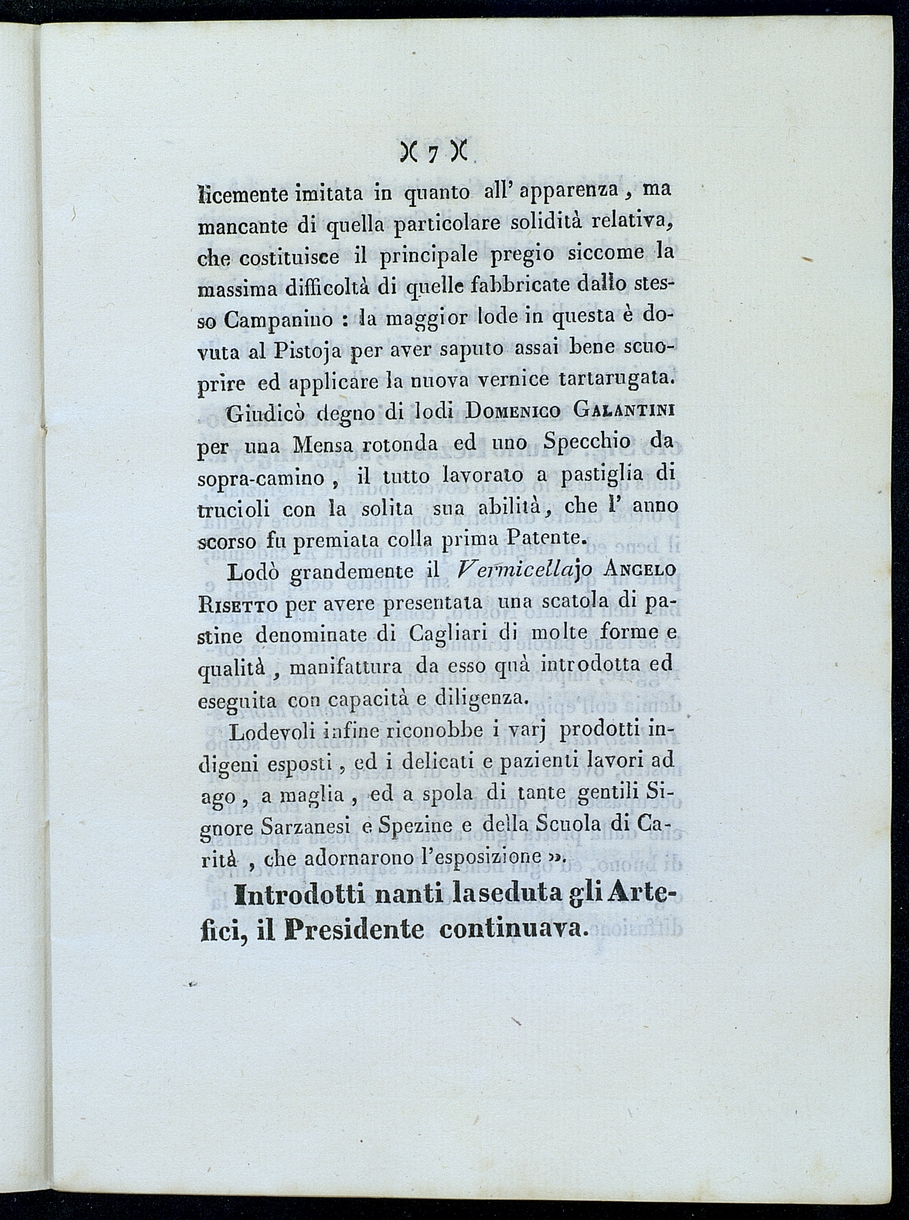 )( 7 )(
licemente imitata in quanto all' apparenza , ma
mancante di quella particolare solidità relativa,
che costituisce il principale pregio siccome la
massima difficoltà di quelle fabbricate dallo stes-
so Campanino : la maggior lode in questa è do-
vuta al Pistoja per aver saputo assai bene scuo-
prire ed applicare la nuova vernice tartarugata.
Giudicò degno di lodi DOMENICO GALANTINI
per una Mensa rotonda ed uno Specchio da
sopra-camino , il tutto lavorato a pastiglia di
trucioli con la solita sua abilità, che l' anno
scorso fu premiata colla prima Patente.
Lodò grandemente il Vermicellajo ANGELO
RISETTO per avere presentata una scatola di pa-
stine denominate di Cagliari di molte forme e
qualità , manifattura da esso quà introdotta ed
eseguita con capacità e diligenza.
Lodevoli infine riconobbe i varj prodotti in-
digeni esposti , ed i delicati e pazienti lavori ad
ago , a maglia , ed a spola di tante gentili Si-
gnore Sarzanesi e Spezine e della Scuola di Ca-
rità , che adornarono l'esposizione ».
Introdotti nanti la seduta gli Arte-
fici, il Presidente continuava.